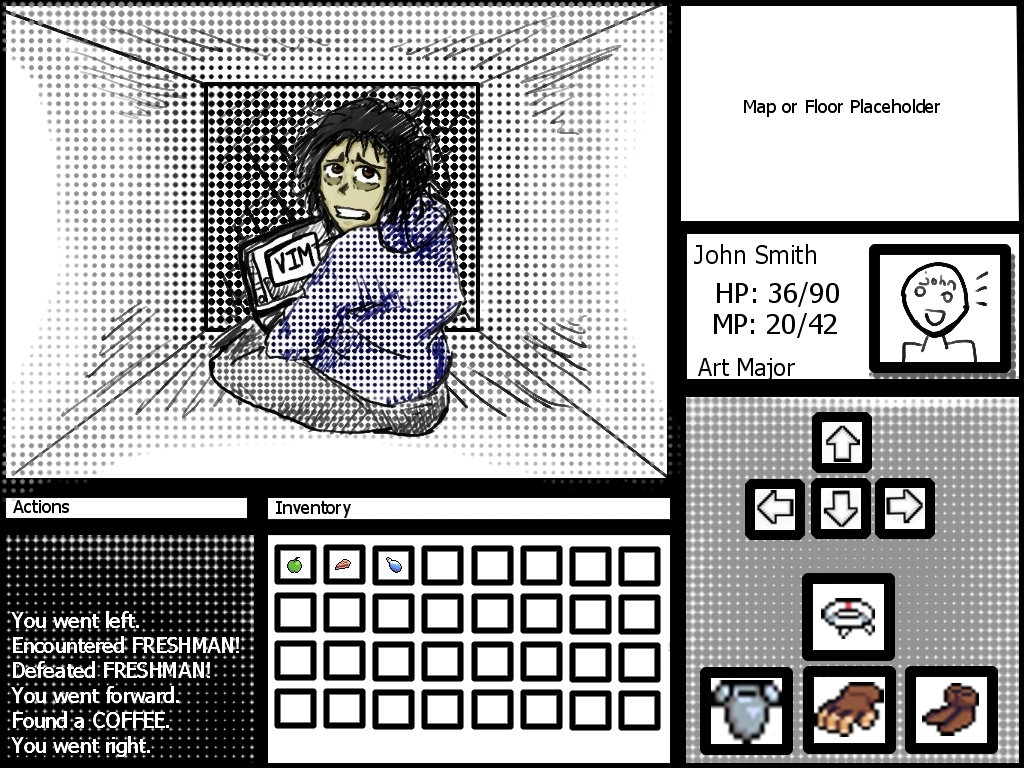 VIM
Map or Floor Placeholder
John Smith
HP: 36/90
MP: 20/42
Art Major
john
Actions
You went left.
Encountered FRESHMAN!
Defeated FRESHMAN!
You went forward.
Found a COFFEE.
You went right.
Inventory